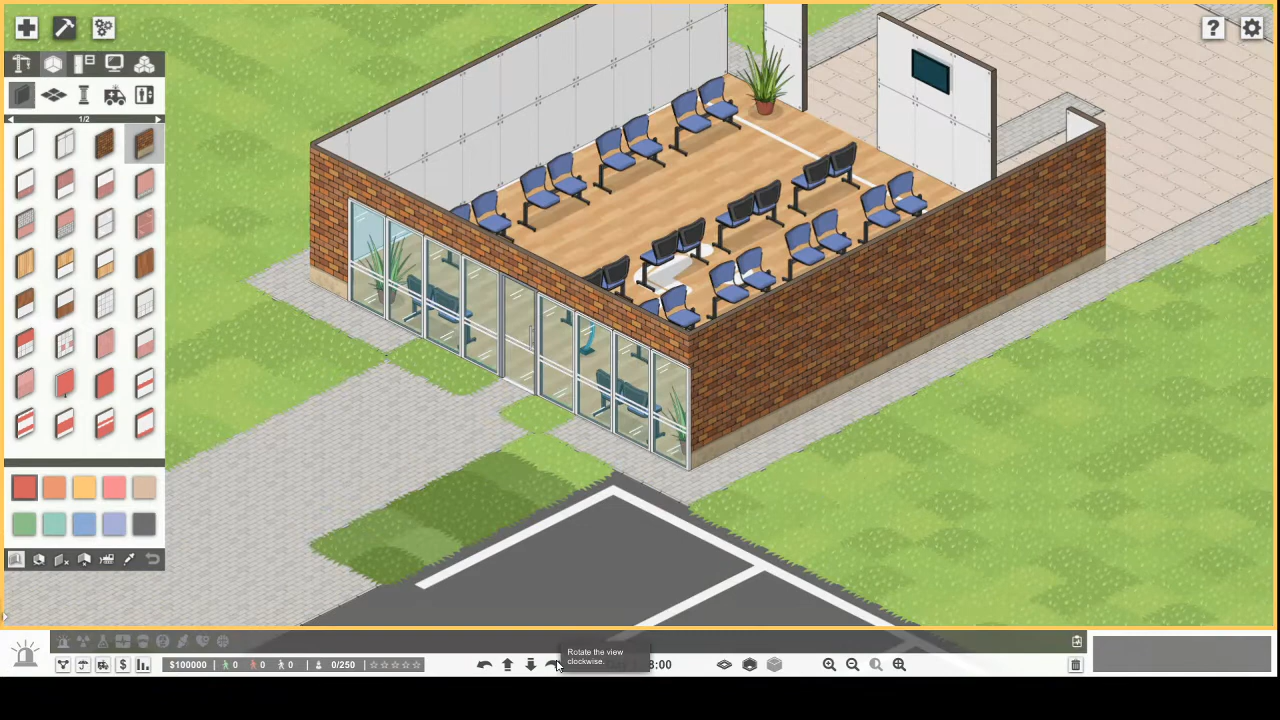 ?
1/2
Rotate the view
clockwise.
$ $100000 0 0 0 0/250 8:00